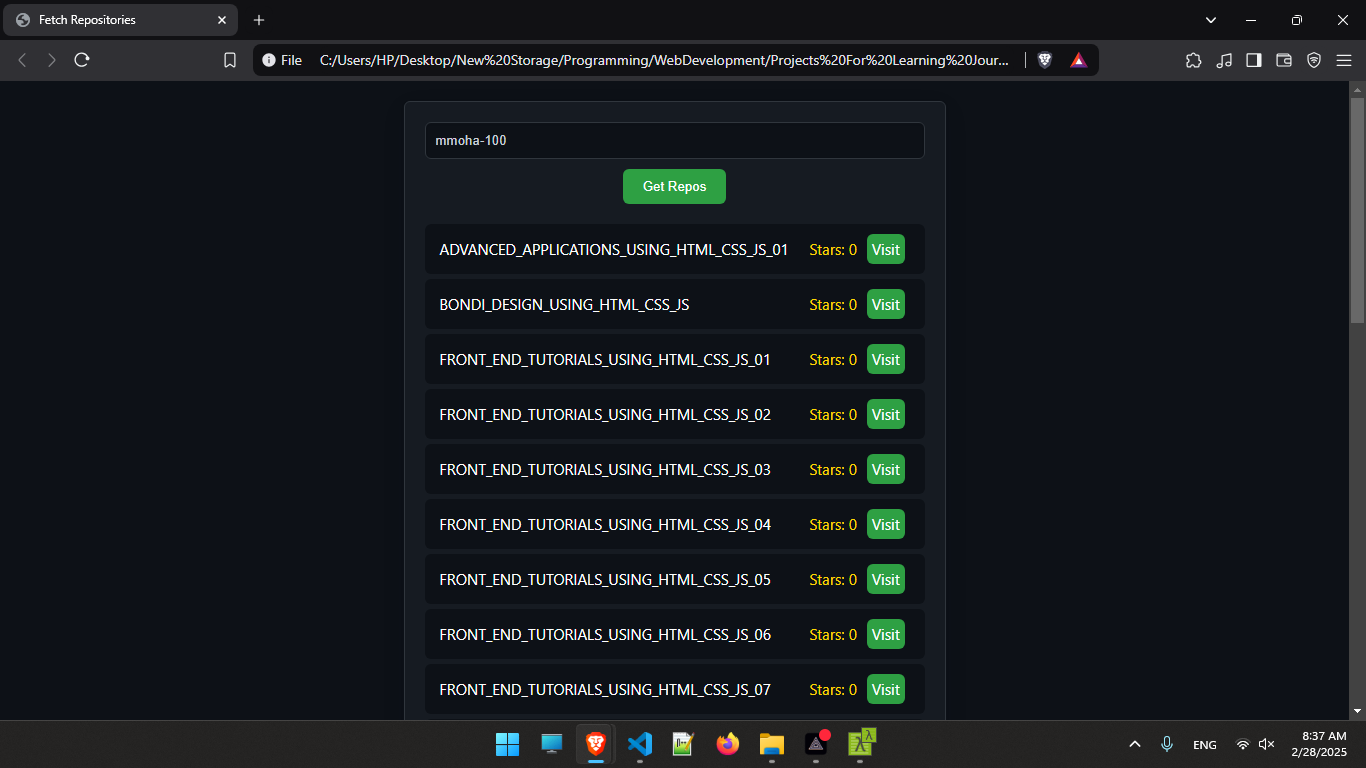 Fetch Repositories
File C:/Users/HP/Desktop/New%20Storage/Programming/WebDevelopment/Projects%20For%20Learning%20Jour...
mmoha-100
Get Repos
ADVANCED_APPLICATIONS_USING_HTML_CSS_JS_01 Stars: 0 Visit
BONDI_DESIGN_USING_HTML_CSS_JS Stars: 0 Visit
FRONT_END_TUTORIALS_USING_HTML_CSS_JS_01 Stars: 0 Visit
FRONT_END_TUTORIALS_USING_HTML_CSS_JS_02 Stars: 0 Visit
FRONT_END_TUTORIALS_USING_HTML_CSS_JS_03 Stars: 0 Visit
FRONT_END_TUTORIALS_USING_HTML_CSS_JS_04 Stars: 0 Visit
FRONT_END_TUTORIALS_USING_HTML_CSS_JS_05 Stars: 0 Visit
FRONT_END_TUTORIALS_USING_HTML_CSS_JS_06 Stars: 0 Visit
FRONT_END_TUTORIALS_USING_HTML_CSS_JS_07 Stars: 0 Visit
ENG
8:37 AM
2/28/2025